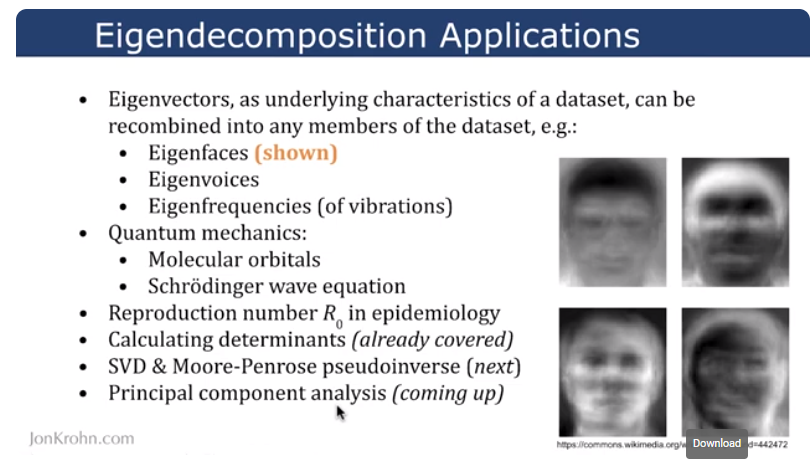 Eigendecomposition Applications
• Eigenvectors, as underlying characteristics of a dataset, can be
recombined into any members of the dataset, e.g.:
• Eigenfaces (shown)
• Eigenvoices
• Eigenfrequencies (of vibrations)
• Quantum mechanics:
• Molecular orbitals
• Schrödinger wave equation
• Reproduction number R₀ in epidemiology
• Calculating determinants (already covered)
• SVD & Moore-Penrose pseudoinverse (next)
• Principal component analysis (coming up)
JonKrohn.com
https://commons.wikimedia.org/w
Download
d=442472